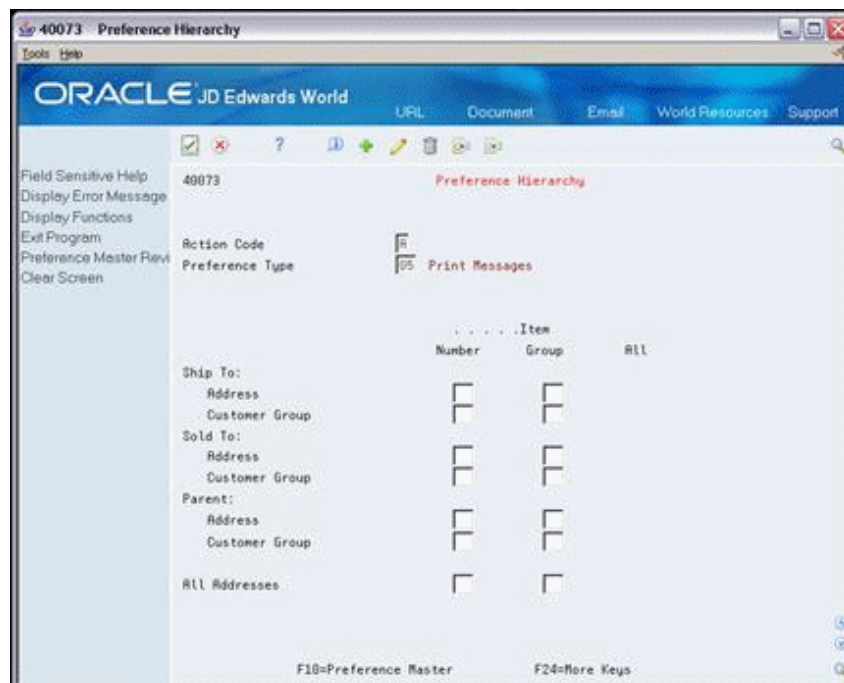 40073 Preference Hierarchy
Tools Help
ORACLE JD Edwards World
URL Document Email World Resources Support
Field Sensitive Help
Display Error Message
Display Functions
Exit Program
Preference Master Revi
Clear Screen
40073 Preference Hierarchy
Action Code A
Preference Type 05 Print Messages
. . . . .Item
Number Group All
Ship To:
Address
Customer Group
Sold To:
Address
Customer Group
Parent:
Address
Customer Group
All Addresses
F10=Preference Master F24=More Keys